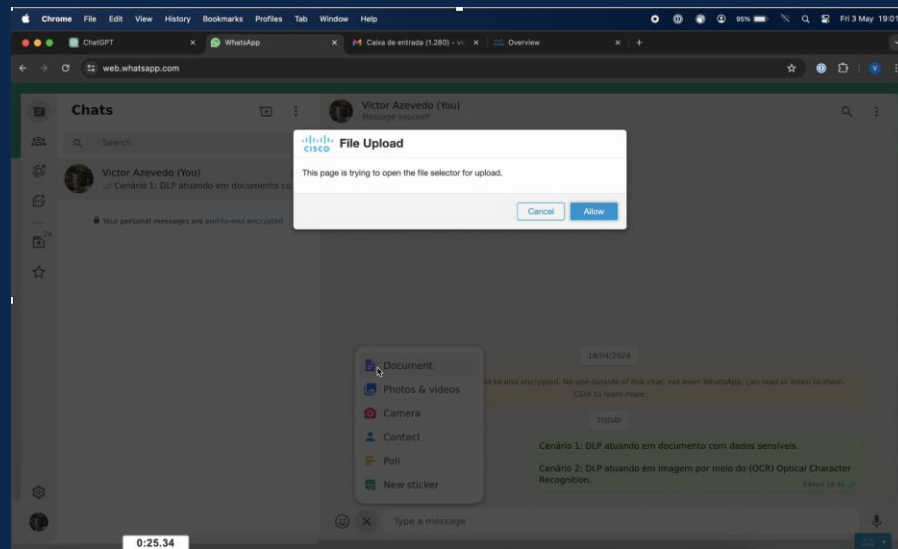 Chrome File Edit View History Bookmarks Profiles Tab Window Help
95%
Fri 3 May 19:01
ChatGPT
WhatsApp
Caixa de entrada (1.280) – vi
Overview
web.whatsapp.com
V
Chats
Search
Victor Azevedo (You)
Cenário 1: DLP atuando em documento co
Your personal messages are end-to-end encrypted
24
Victor Azevedo (You)
Message yourself
CISCO File Upload
This page is trying to open the file selector for upload.
Cancel Allow
Document
Photos & videos
Camera
Contact
Poll
New sticker
19/04/2024
end-to-end encrypted. No one outside of this chat, not even WhatsApp, can read or listen to them.
Click to learn more
TODAY
Cenário 1: DLP atuando em documento com dados sensíveis.
Cenário 2: DLP atuando em imagem por meio do (OCR) Optical Character
Recognition.
Edited 18:46
Type a message
0:25.34